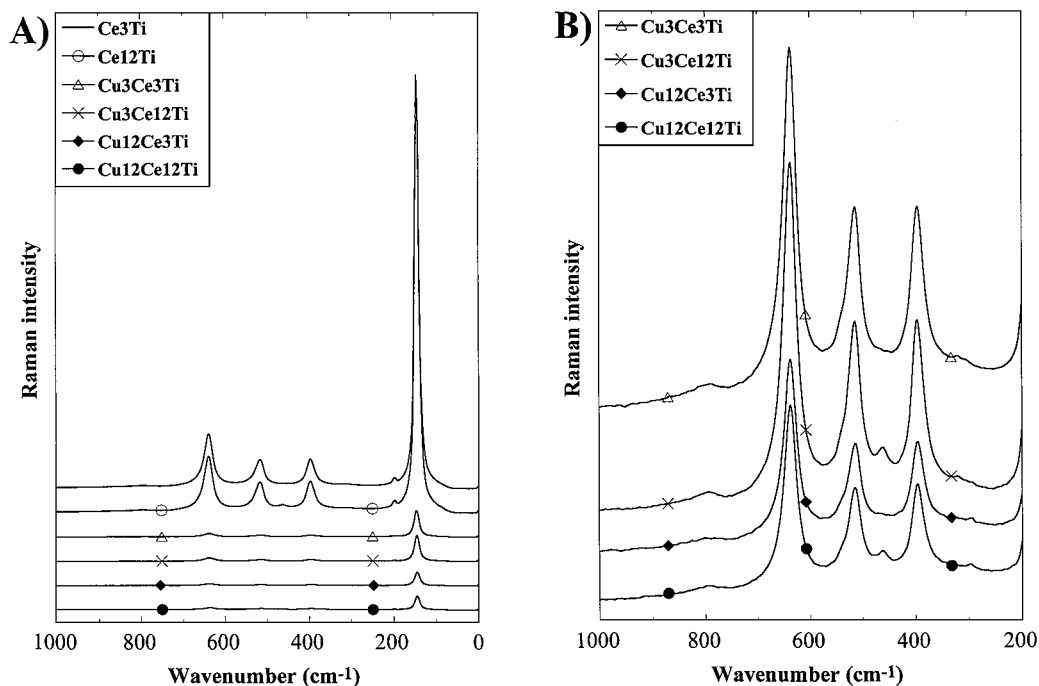 A)
Ce3Ti
Ce12Ti
Cu3Ce3Ti
Cu3Ce12Ti
Cu12Ce3Ti
Cu12Ce12Ti
Raman intensity
1000 800 600 400 200 0
Wavenumber (cm-1)
B)
Cu3Ce3Ti
Cu3Ce12Ti
Cu12Ce3Ti
Cu12Ce12Ti
Raman intensity
1000 800 600 400 200
Wavenumber (cm-1)